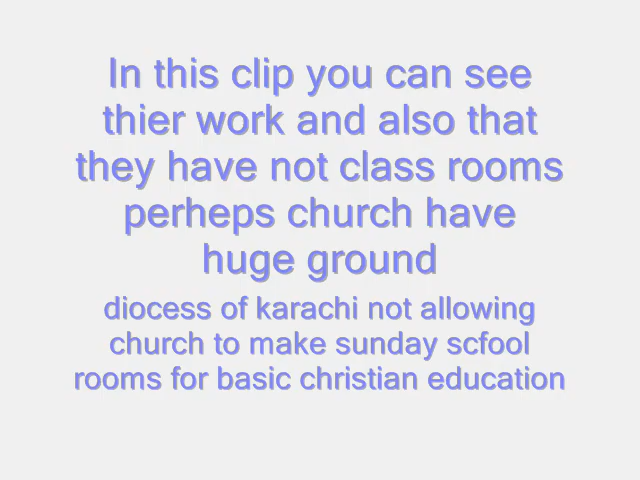 In this clip you can see
thier work and also that
they have not class rooms
perheps church have
huge ground
diocess of karachi not allowing
church to make sunday scfool
rooms for basic christian education